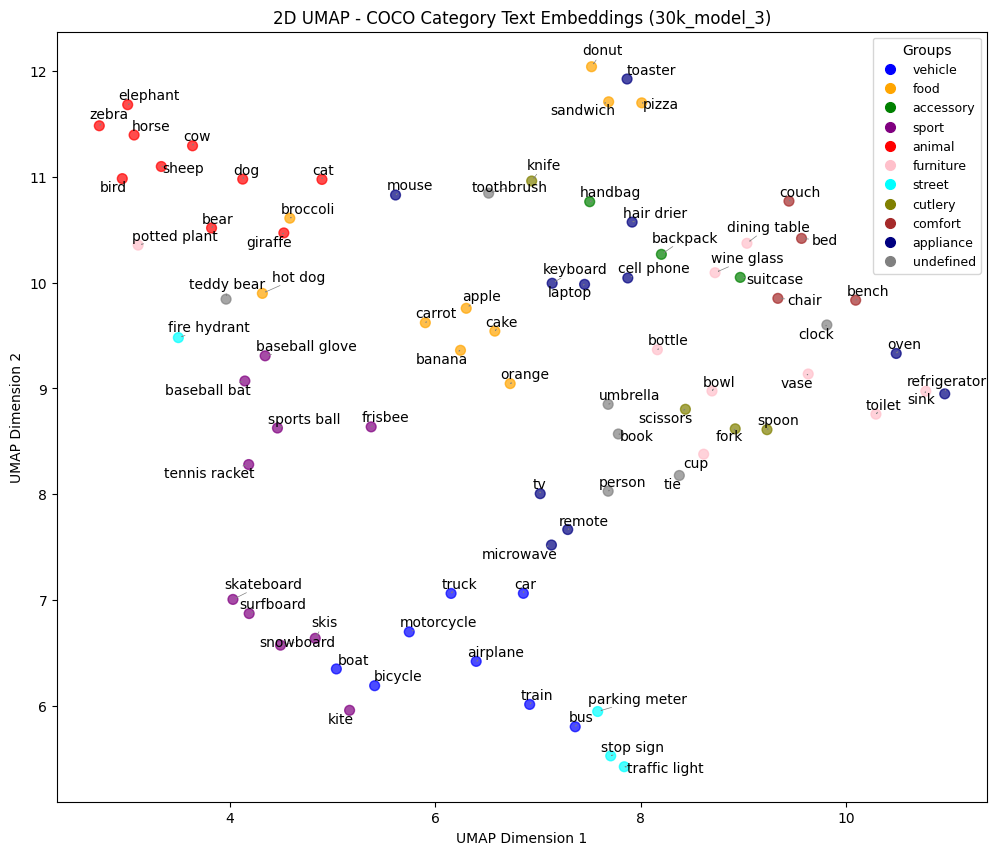 2D UMAP - COCO Category Text Embeddings (30k_model_3)
Groups
vehicle
food
accessory
sport
animal
furniture
street
cutlery
comfort
appliance
undefined
donut
toaster
sandwich
pizza
elephant
zebra
horse
cow
sheep
bird
dog
cat
knife
mouse
toothbrush
handbag
couch
broccoli
bear
giraffe
potted plant
hair drier
backpack
dining table
bed
wine glass
suitcase
keyboard
laptop
cell phone
hot dog
teddy bear
chair
bench
clock
fire hydrant
apple
carrot
cake
banana
orange
baseball glove
baseball bat
bottle
oven
bowl
vase
refrigerator
sink
toilet
umbrella
scissors
book
fork
spoon
sports ball
frisbee
tennis racket
cup
tie
person
tv
remote
microwave
skateboard
surfboard
skis
snowboard
truck
car
motorcycle
boat
airplane
bicycle
kite
train
bus
parking meter
stop sign
traffic light
12
11
10
9
8
7
6
UMAP Dimension 2
4
6
8
10
UMAP Dimension 1